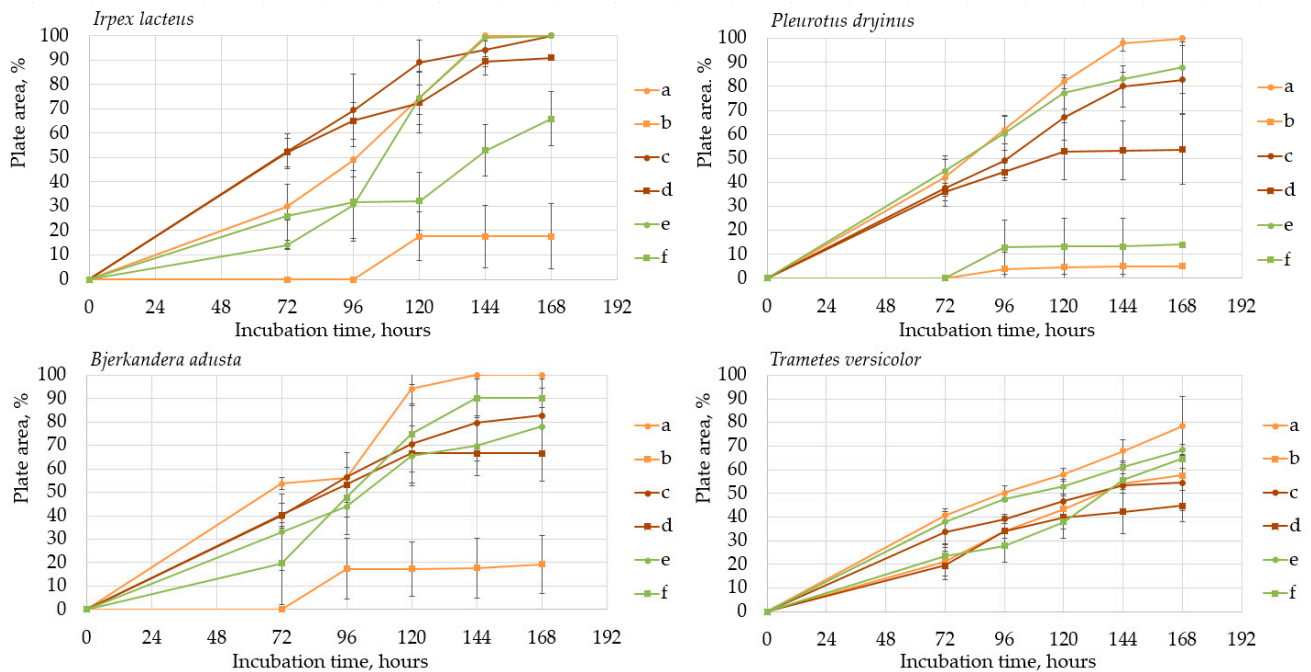 Irpex lacteus
Plate area, %
100
90
80
70
60
50
40
30
20
10
0
0 24 48 72 96 120 144 168 192
Incubation time, hours
a
b
c
d
e
f
Pleurotus dryinus
Plate area. %
100
90
80
70
60
50
40
30
20
10
0
0 24 48 72 96 120 144 168 192
Incubation time, hours
a
b
c
d
e
f
Bjerkandera adusta
Plate area, %
100
90
80
70
60
50
40
30
20
10
0
0 24 48 72 96 120 144 168 192
Incubation time, hours
a
b
c
d
e
f
Trametes versicolor
Plate area, %
100
90
80
70
60
50
40
30
20
10
0
0 24 48 72 96 120 144 168 192
Incubation time, hours
a
b
c
d
e
f